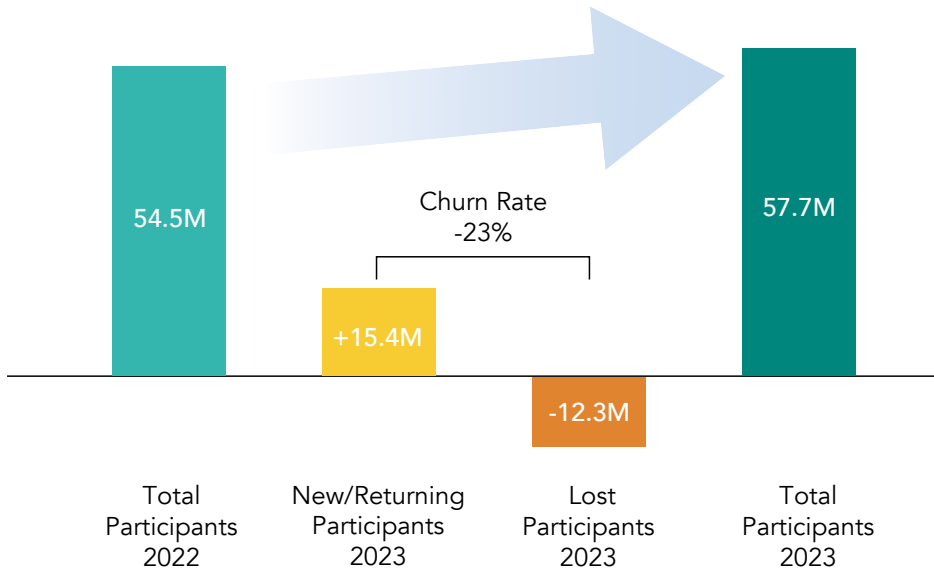 54.5M
57.7M
Churn Rate
-23%
+15.4M
-12.3M
Total
Participants
2022
New/Returning
Participants
2023
Lost
Participants
2023
Total
Participants
2023